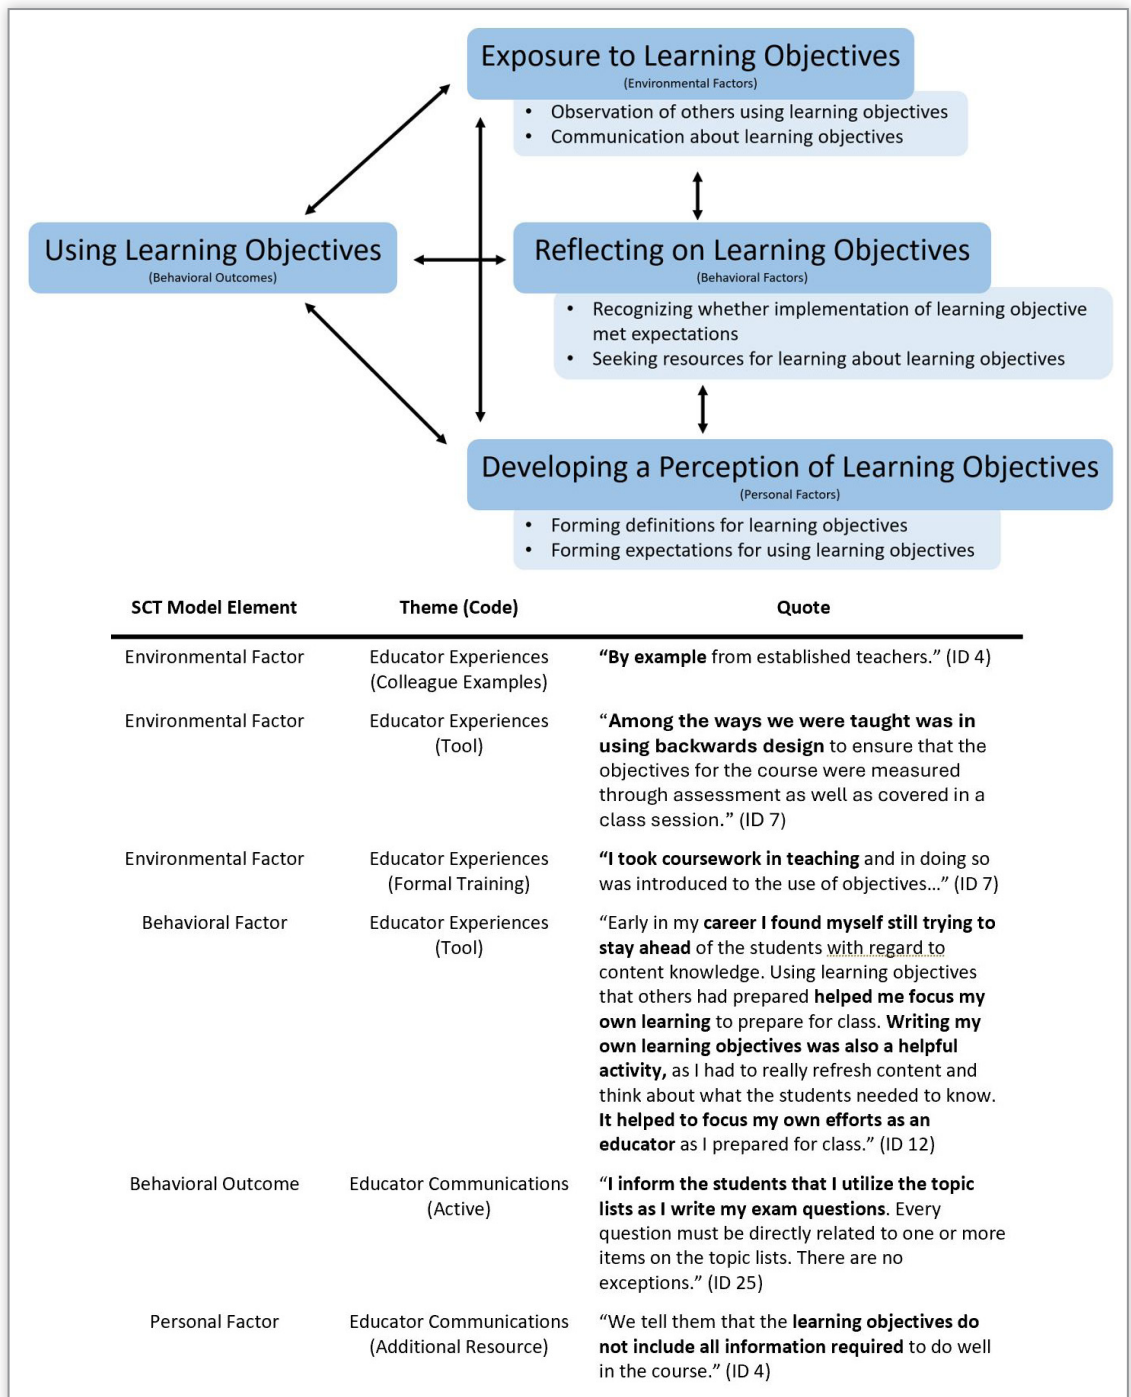 Exposure to Learning Objectives
(Environmental Factors)
• Observation of others using learning objectives
• Communication about learning objectives
Using Learning Objectives
(Behavioral Outcomes)
Reflecting on Learning Objectives
(Behavioral Factors)
• Recognizing whether implementation of learning objective
met expectations
• Seeking resources for learning about learning objectives
Developing a Perception of Learning Objectives
(Personal Factors)
• Forming definitions for learning objectives
• Forming expectations for using learning objectives
SCT Model Element Theme (Code) Quote
Environmental Factor Educator Experiences “By example from established teachers.” (ID 4)
(Colleague Examples)
Environmental Factor Educator Experiences “Among the ways we were taught was in
(Tool) using backwards design to ensure that the
objectives for the course were measured
through assessment as well as covered in a
class session.” (ID 7)
Environmental Factor Educator Experiences “I took coursework in teaching and in doing so
(Formal Training) was introduced to the use of objectives…” (ID 7)
Behavioral Factor Educator Experiences “Early in my career I found myself still trying to
(Tool) stay ahead of the students with regard to
content knowledge. Using learning objectives
that others had prepared helped me focus my
own learning to prepare for class. Writing my
own learning objectives was also a helpful
activity, as I had to really refresh content and
think about what the students needed to know.
It helped to focus my own efforts as an
educator as I prepared for class.” (ID 12)
Behavioral Outcome Educator Communications “I inform the students that I utilize the topic
(Active) lists as I write my exam questions. Every
question must be directly related to one or more
items on the topic lists. There are no
exceptions.” (ID 25)
Personal Factor Educator Communications “We tell them that the learning objectives do
(Additional Resource) not include all information required to do well
in the course.” (ID 4)